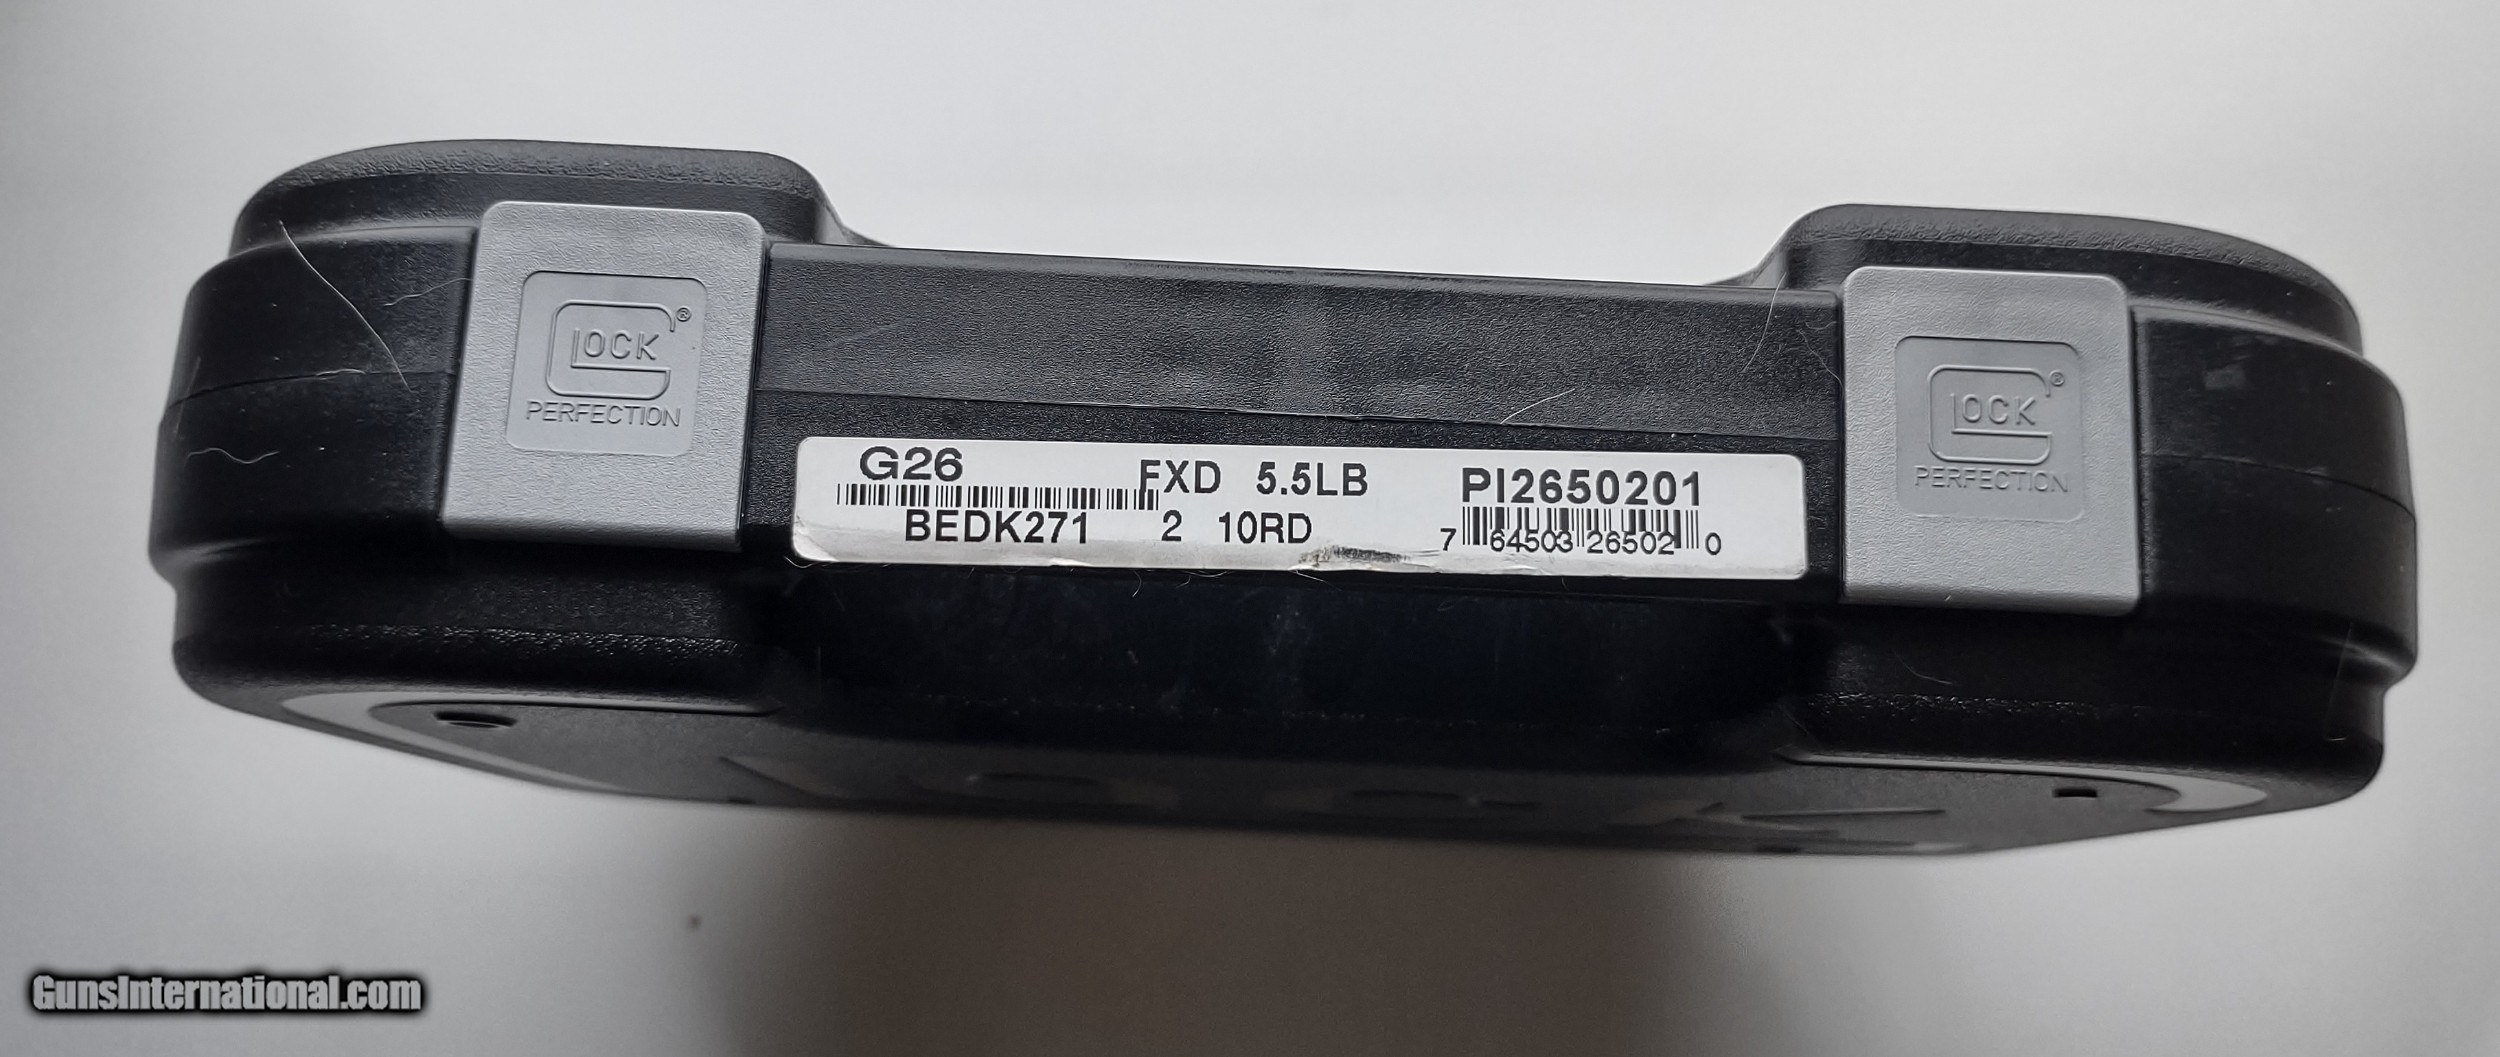 GLOCK®
PERFECTION
GLOCK®
PERFECTION
G26 FXD 5.5LB PI2650201
BEDK271 2 10RD 7 64503 26502 0
GunsInternational.com